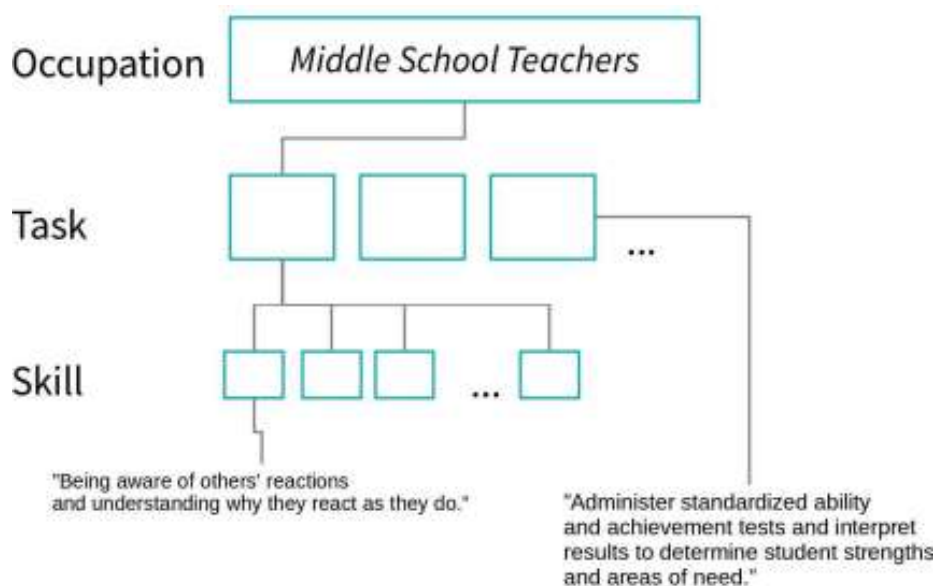 Occupation
Middle School Teachers
Task
...
Skill
...
"Being aware of others' reactions
and understanding why they react as they do."
"Administer standardized ability
and achievement tests and interpret
results to determine student strengths
and areas of need."